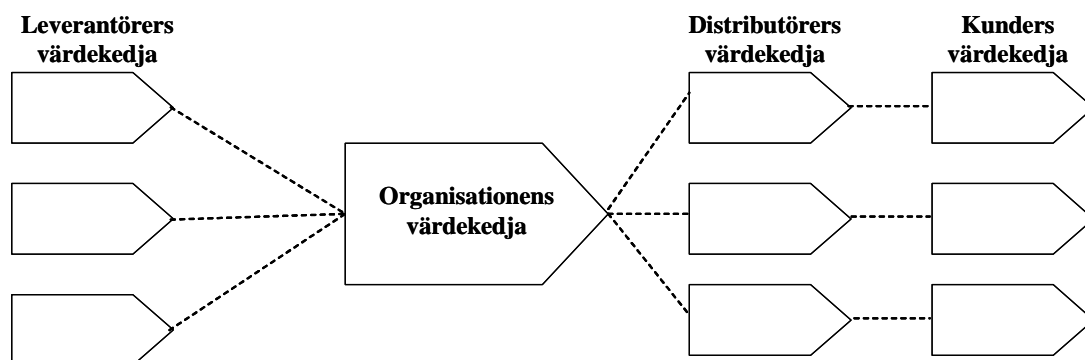 Leverantörers
värdekedja
Organisationens
värdekedja
Distributörers
värdekedja
Kunders
värdekedja